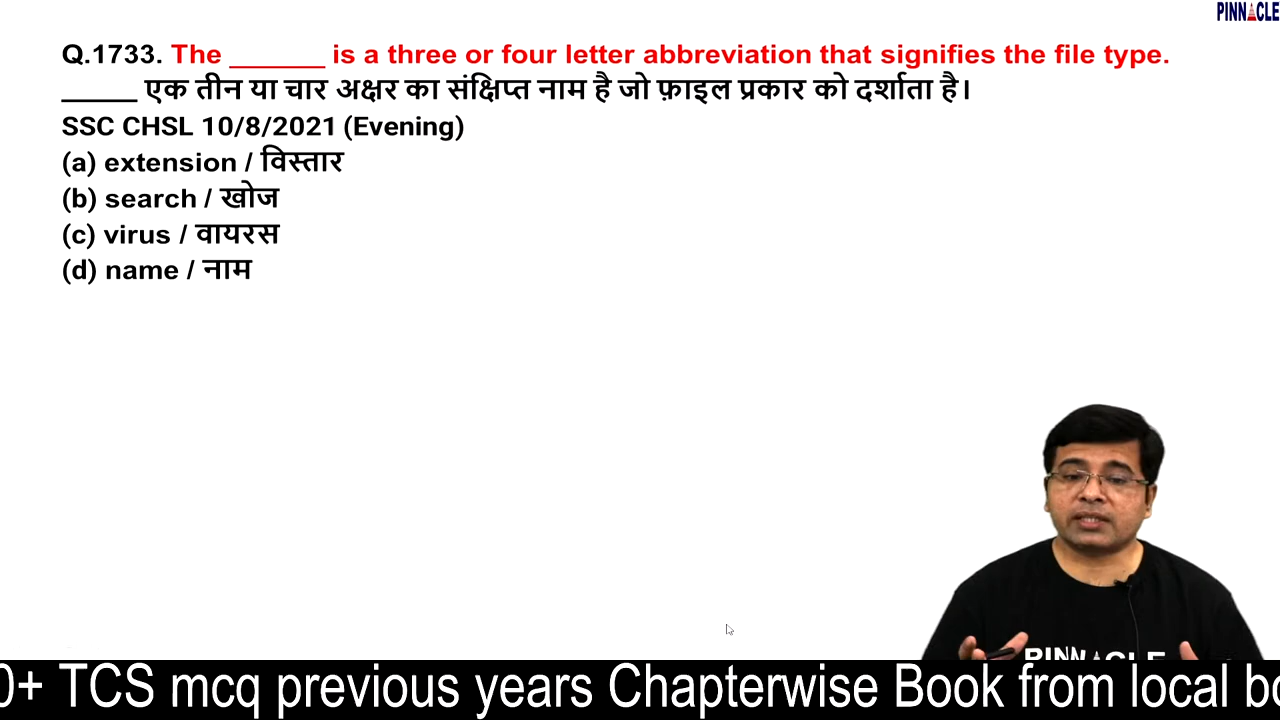 PINNACLE
Q.1733. The _______ is a three or four letter abbreviation that signifies the file type.
______ एक तीन या चार अक्षर का संक्षिप्त नाम है जो फ़ाइल प्रकार को दर्शाता है।
SSC CHSL 10/8/2021 (Evening)
(a) extension / विस्तार
(b) search / खोज
(c) virus / वायरस
(d) name / नाम
PINNACLE
0+ TCS mcq previous years Chapterwise Book from local